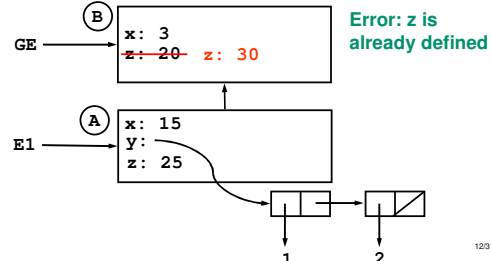 B
Error: z is
already defined
GE
x: 3
z: 20 z: 30
A
x: 15
E1
y:
z: 25
1 2
12/3